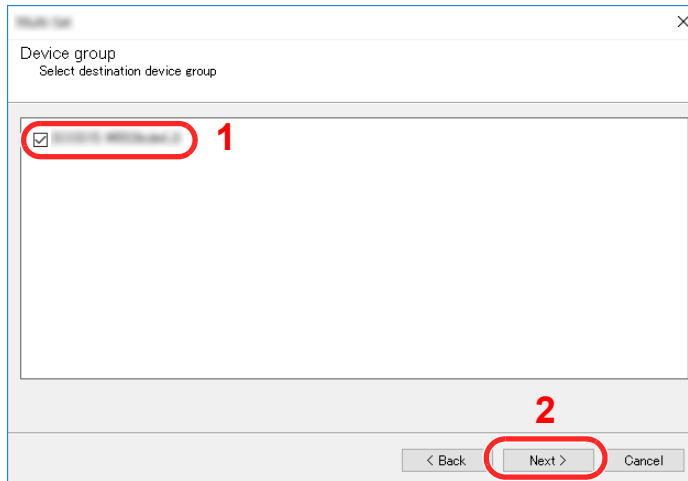 Device group
Select destination device group
1
2
< Back
Next >
Cancel